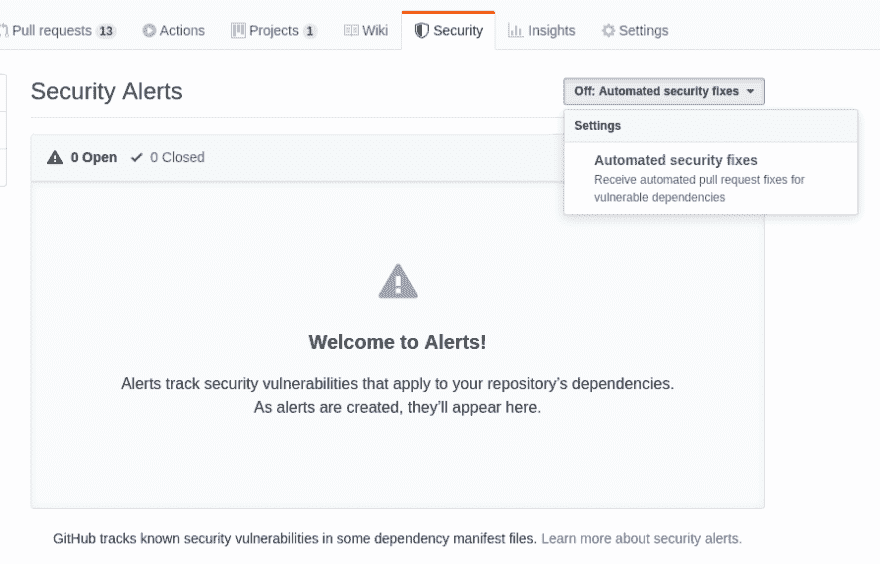 Pull requests 13 Actions Projects 1 Wiki Security Insights Settings
Security Alerts
Off: Automated security fixes
Settings
Automated security fixes
Receive automated pull request fixes for
vulnerable dependencies
0 Open 0 Closed
Welcome to Alerts!
Alerts track security vulnerabilities that apply to your repository’s dependencies.
As alerts are created, they’ll appear here.
GitHub tracks known security vulnerabilities in some dependency manifest files. Learn more about security alerts.